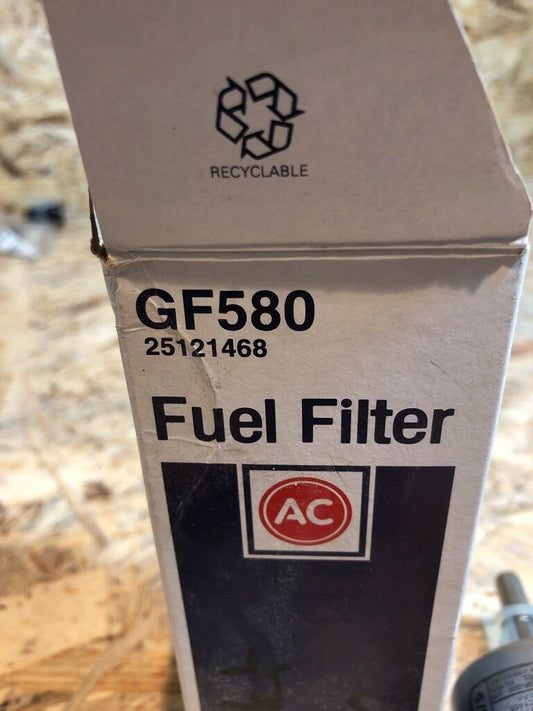 RECYCLABLE
GF580
25121468
Fuel Filter
AC